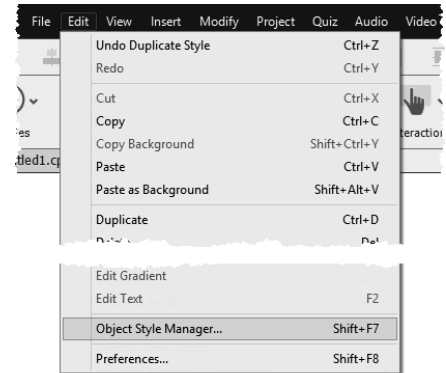 File Edit View Insert Modify Project Quiz Audio Video
Undo Duplicate Style Ctrl+Z
Redo Ctrl+Y
Cut Ctrl+X
Copy Ctrl+C
Copy Background Shift+Ctrl+Y
Paste Ctrl+V
Paste as Background Shift+Alt+V
Duplicate Ctrl+D
Del
Edit Gradient
Edit Text F2
Object Style Manager... Shift+F7
Preferences... Shift+F8